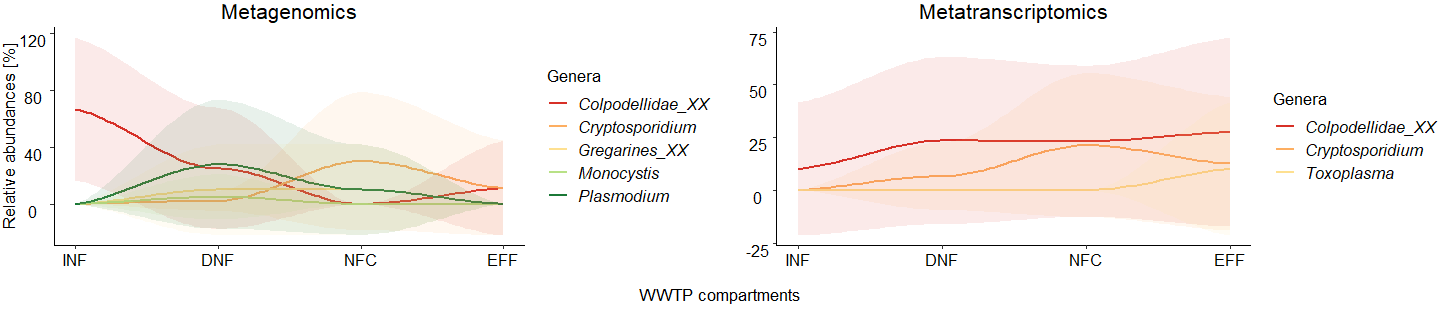 Metagenomics
Relative abundances [%]
120
80
40
0
INF DNF NFC EFF
Genera
Colpodellidae_XX
Cryptosporidium
Gregarines_XX
Monocystis
Plasmodium
Metatranscriptomics
75
50
25
0
-25
INF DNF NFC EFF
Genera
Colpodellidae_XX
Cryptosporidium
Toxoplasma
WWTP compartments